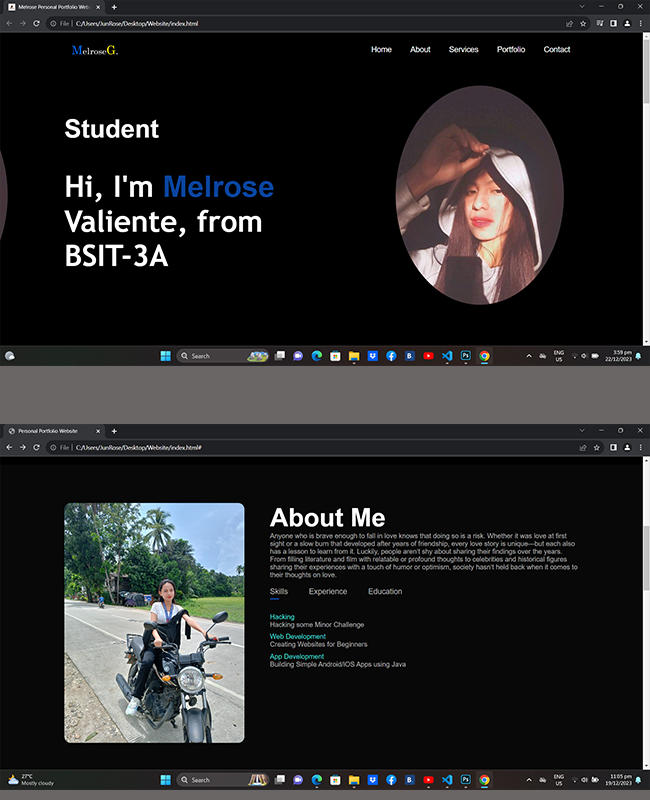 Melrose Personal Portfolio Web
File
C:/Users/JunRose/Desktop/Website/index.html
MelroseG.
Home
About
Services
Portfolio
Contact
Student
Hi, I'm Melrose
Valiente, from
BSIT-3A
Search
ENG
US
3:59 pm
22/12/2023
Personal Portfolio Website
File
C:/Users/JunRose/Desktop/Website/index.html#
About Me
Anyone who is brave enough to fall in love knows that doing so is a risk. Whether it was love at first
sight or a slow burn that developed after years of friendship, every love story is unique—but each also
has a lesson to learn from it. Luckily, people aren't shy about sharing their findings over the years.
From filling literature and film with relatable or profound thoughts to celebrities and historical figures
sharing their experiences with a touch of humor or optimism, society hasn't held back when it comes to
their thoughts on love.
Skills
Experience
Education
Hacking
Hacking some Minor Challenge
Web Development
Creating Websites for Beginners
App Development
Building Simple Android/iOS Apps using Java
27°C
Mostly cloudy
Search
ENG
US
11:05 pm
19/12/2023